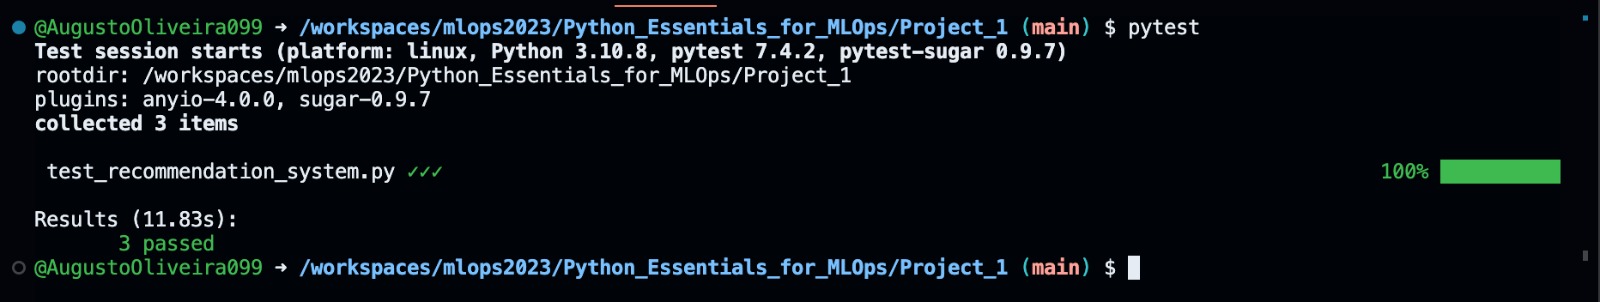 @AugustoOliveira099 → /workspaces/mlops2023/Python_Essentials_for_MLOps/Project_1 (main) $ pytest
Test session starts (platform: linux, Python 3.10.8, pytest 7.4.2, pytest-sugar 0.9.7)
rootdir: /workspaces/mlops2023/Python_Essentials_for_MLOps/Project_1
plugins: anyio-4.0.0, sugar-0.9.7
collected 3 items
test_recommendation_system.py ✓✓✓ 100%
Results (11.83s):
3 passed
@AugustoOliveira099 → /workspaces/mlops2023/Python_Essentials_for_MLOps/Project_1 (main) $